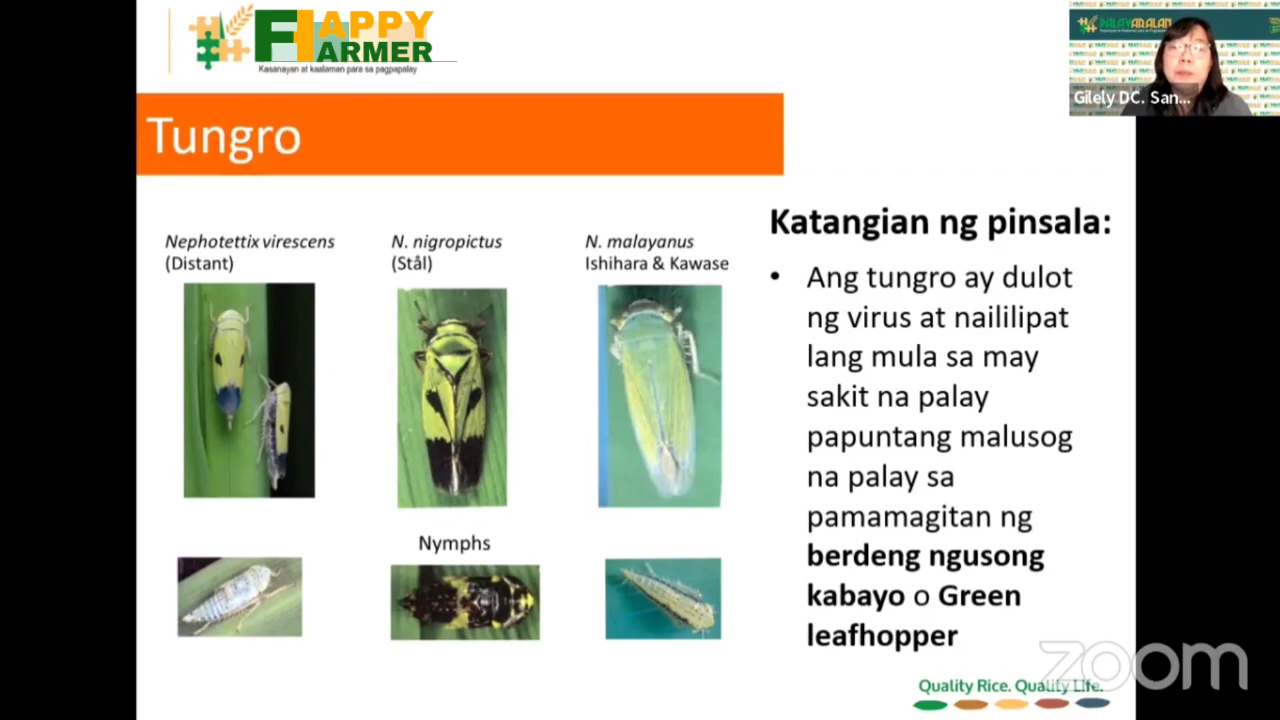 HAPPY
FARMER
Kasanayan at kaalaman para sa pagpapalay
PALAYARALAN
Gilely DC. San...
Tungro
Nephotettix virescens
(Distant)
N. nigropictus
(Stål)
N. malayanus
Ishihara & Kawase
Nymphs
Katangian ng pinsala:
• Ang tungro ay dulot
ng virus at naililipat
lang mula sa may
sakit na palay
papuntang malusog
na palay sa
pamamagitan ng
berdeng ngusong
kabayo o Green
leafhopper
zoom
Quality Rice. Quality Life.